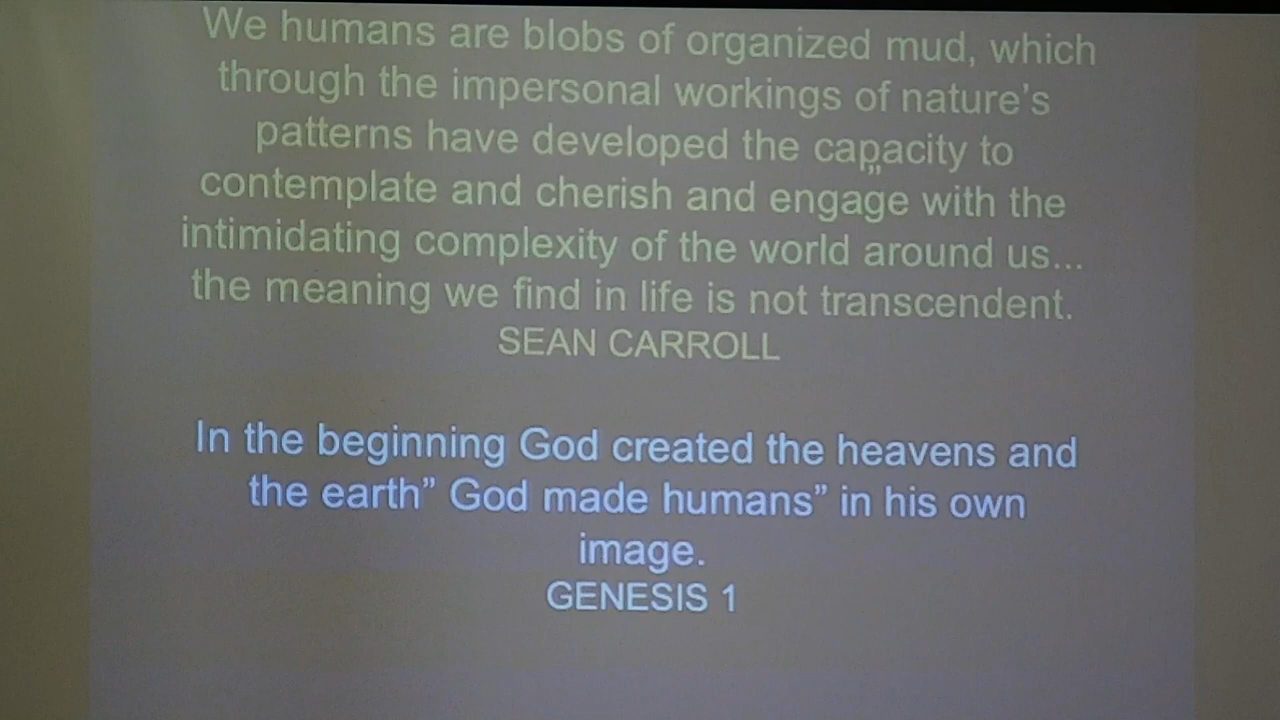 We humans are blobs of organized mud, which
through the impersonal workings of nature's
patterns have developed the capacity to
”
contemplate and cherish and engage with the
intimidating complexity of the world around us...
the meaning we find in life is not transcendent.
SEAN CARROLL
In the beginning God created the heavens and
the earth” God made humans” in his own
image.
GENESIS 1